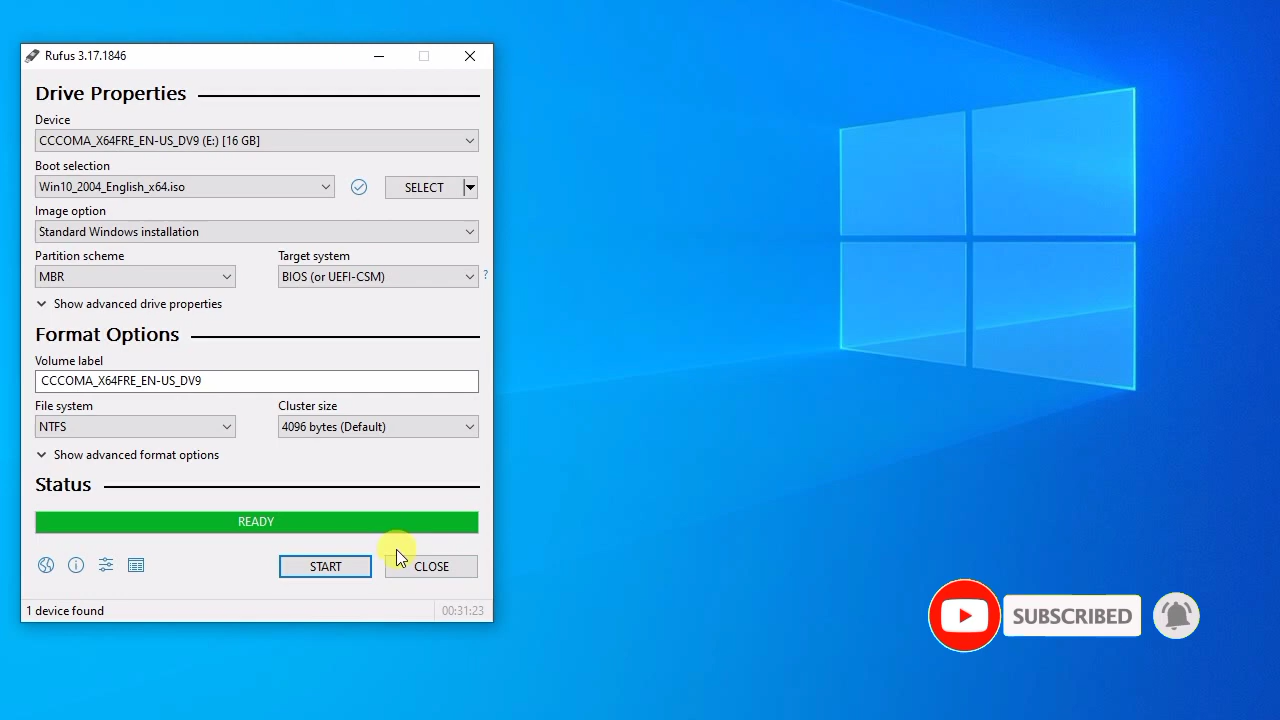 Rufus 3.17.1846
Drive Properties
Device
CCCOMA_X64FRE_EN-US_DV9 (E:) [16 GB]
Boot selection
Win10_2004_English_x64.iso
SELECT
Image option
Standard Windows installation
Partition scheme
Target system
MBR
BIOS (or UEFI-CSM)
?
Show advanced drive properties
Format Options
Volume label
CCCOMA_X64FRE_EN-US_DV9
File system
Cluster size
NTFS
4096 bytes (Default)
Show advanced format options
Status
READY
START
CLOSE
1 device found
00:31:23
SUBSCRIBED